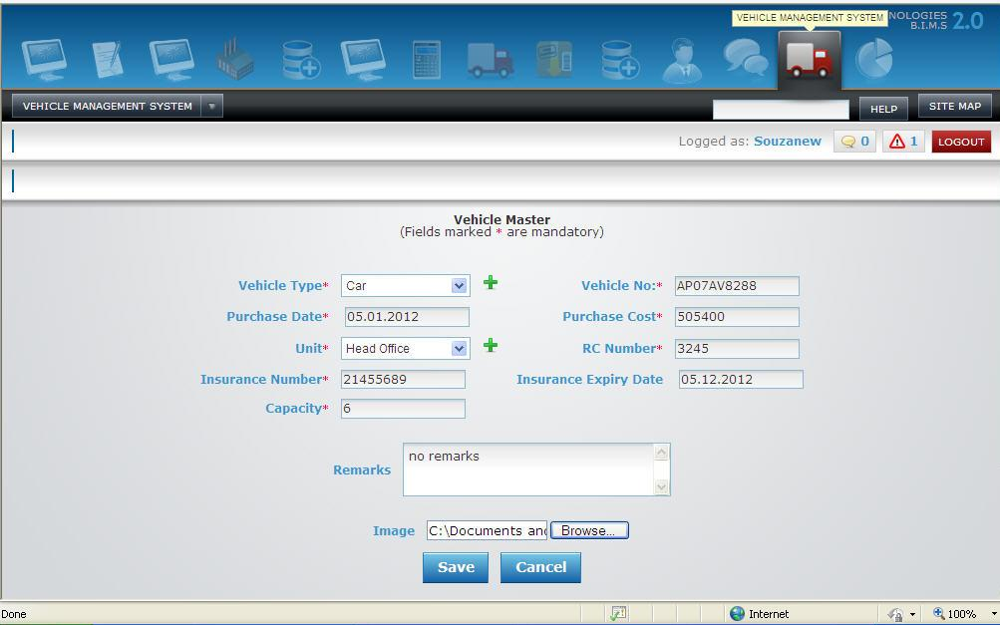 VEHICLE MANAGEMENT SYSTEM
NOLOGIES
B.I.M.S 2.0
VEHICLE MANAGEMENT SYSTEM
HELP
SITE MAP
Logged as: Souzanew
0
1
LOGOUT
Vehicle Master
(Fields marked * are mandatory)
Vehicle Type* Car
Vehicle No:* AP07AV8288
Purchase Date* 05.01.2012
Purchase Cost* 505400
Unit* Head Office
RC Number* 3245
Insurance Number* 21455689
Insurance Expiry Date 05.12.2012
Capacity* 6
Remarks no remarks
Image C:\Documents and Browse...
Save Cancel
Done Internet 100%